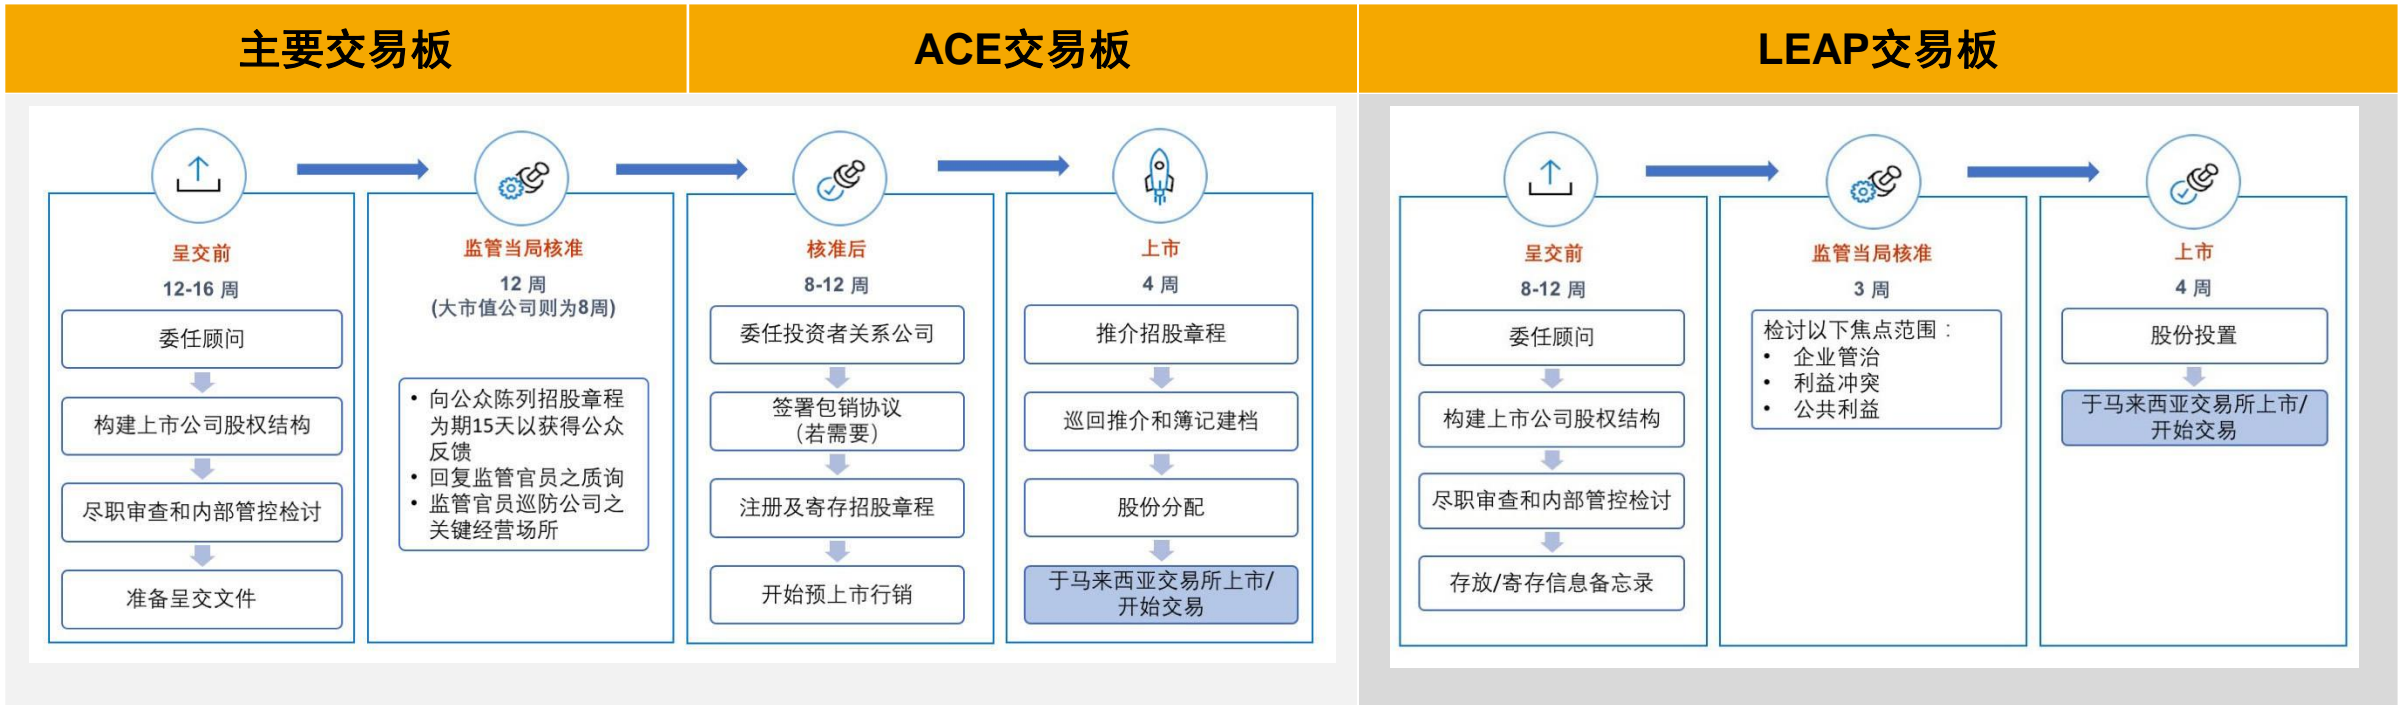 主要交易板
ACE交易板
LEAP交易板
呈交前
12-16 周
委任顾问
构建上市公司股权结构
尽职审查和内部管控检讨
准备呈交文件
监管当局核准
12 周
(大市值公司则为8周)
• 向公众陈列招股章程
为期15天以获得公众
反馈
• 回复监管官员之质询
• 监管官员巡防公司之
关键经营场所
核准后
8-12 周
委任投资者关系公司
签署包销协议
（若需要）
注册及寄存招股章程
开始预上市行销
上市
4 周
推介招股章程
巡回推介和簿记建档
股份分配
于马来西亚交易所上市/
开始交易
呈交前
8-12 周
委任顾问
构建上市公司股权结构
尽职审查和内部管控检讨
存放/寄存信息备忘录
监管当局核准
3 周
检讨以下焦点范围：
• 企业管治
• 利益冲突
• 公共利益
上市
4 周
股份投置
于马来西亚交易所上市/
开始交易